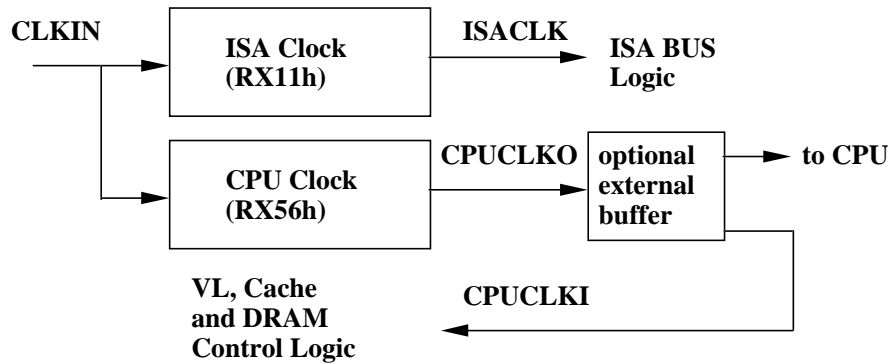 CLKIN
ISA Clock
(RX11h)
ISACLK
ISA BUS
Logic
CPU Clock
(RX56h)
CPUCLKO
optional
external
buffer
to CPU
VL, Cache
and DRAM
Control Logic
CPUCLKI